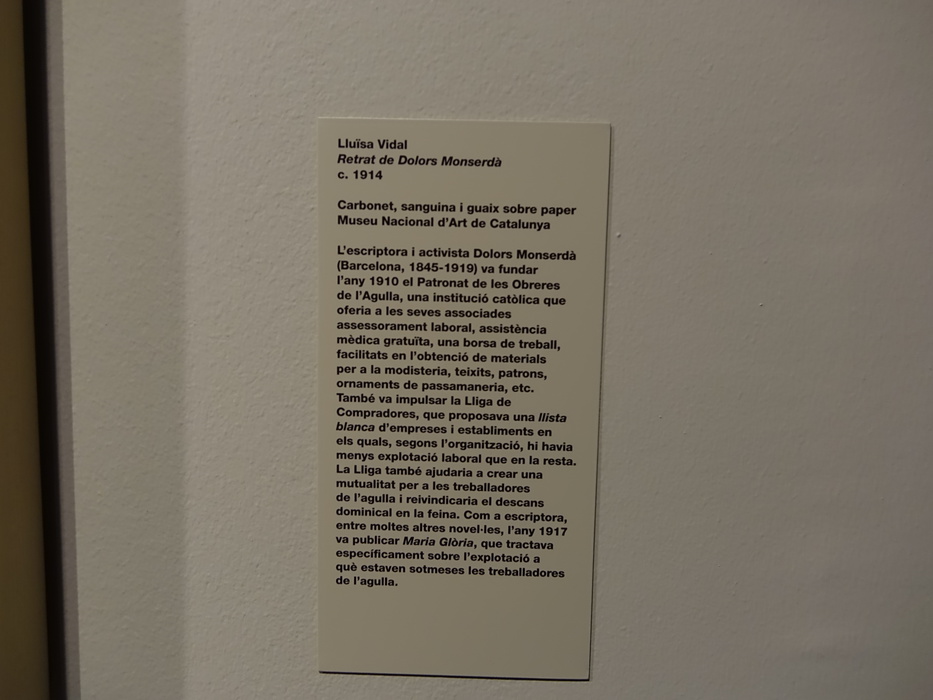 Lluïsa Vidal
Retrat de Dolors Monserdà
c. 1914
Carbonet, sanguina i guaix sobre paper
Museu Nacional d'Art de Catalunya
L'escriptora i activista Dolors Monserdà
(Barcelona, 1845-1919) va fundar
l'any 1910 el Patronat de les Obreres
de l'Agulla, una institució catòlica que
oferia a les seves associades
assessorament laboral, assistència
mèdica gratuïta, una borsa de treball,
facilitats en l'obtenció de materials
per a la modisteria, teixits, patrons,
ornaments de passamaneria, etc.
També va impulsar la Lliga de
Compradores, que proposava una llista
blanca d'empreses i establiments en
els quals, segons l'organització, hi havia
menys explotació laboral que en la resta.
La Lliga també ajudaria a crear una
mutualitat per a les treballadores
de l'agulla i reivindicaria el descans
dominical en la feina. Com a escriptora,
entre moltes altres novel·les, l'any 1917
va publicar Maria Glòria, que tractava
específicament sobre l'explotació a
què estaven sotmeses les treballadores
de l'agulla.